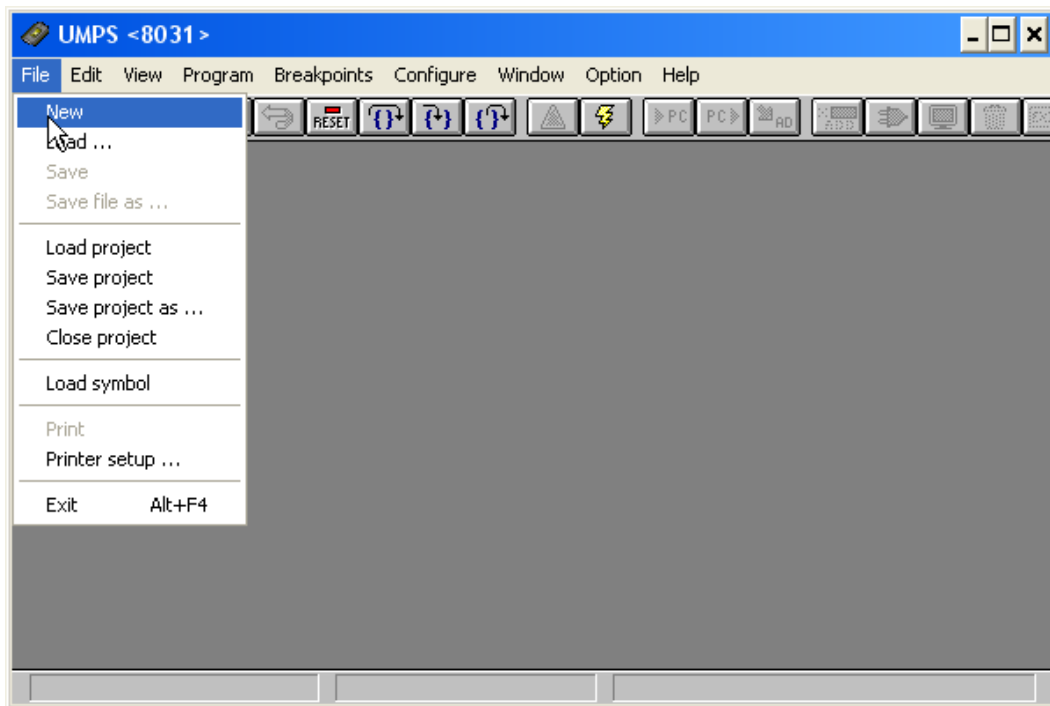 UMPS <8031>
File Edit View Program Breakpoints Configure Window Option Help
New
RESET {} {} {} PC PC AD ADD
Load ...
Save
Save file as ...
Load project
Save project
Save project as ...
Close project
Load symbol
Print
Printer setup ...
Exit Alt+F4